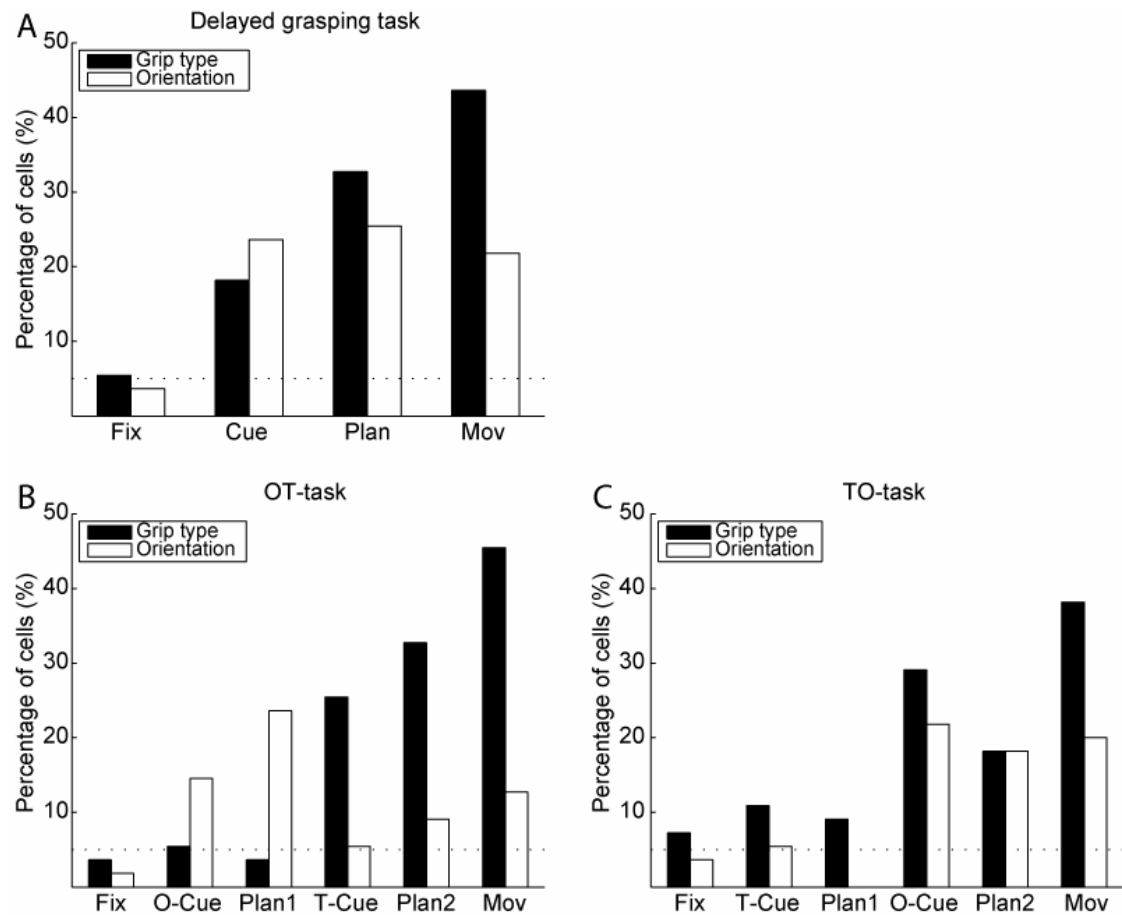 A
Delayed grasping task
50
40
30
20
10
Percentage of cells (%)
Grip type
Orientation
Fix Cue Plan Mov
B
OT-task
50
40
30
20
10
Percentage of cells (%)
Grip type
Orientation
Fix O-Cue Plan1 T-Cue Plan2 Mov
C
TO-task
50
40
30
20
10
Percentage of cells (%)
Grip type
Orientation
Fix T-Cue Plan1 O-Cue Plan2 Mov